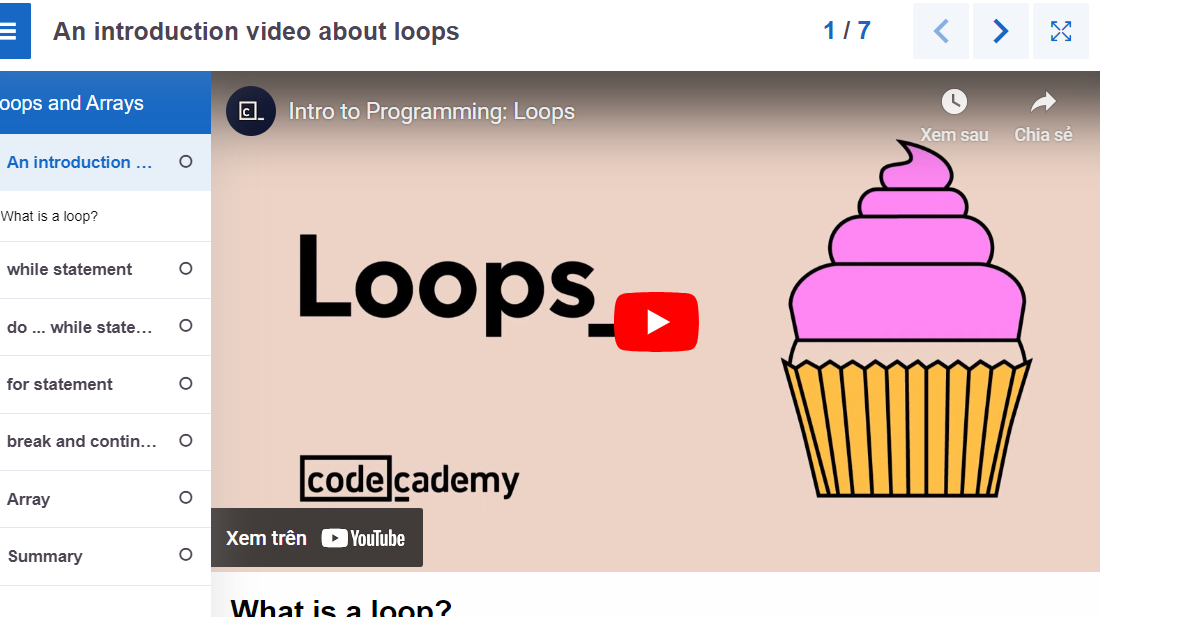 An introduction video about loops
1 / 7
oops and Arrays
An introduction ...
What is a loop?
while statement
do ... while state...
for statement
break and contin...
Array
Summary
c_
Intro to Programming: Loops
Xem sau
Chia sẻ
Loops_
codecademy
Xem trên YouTube
What is a loop?